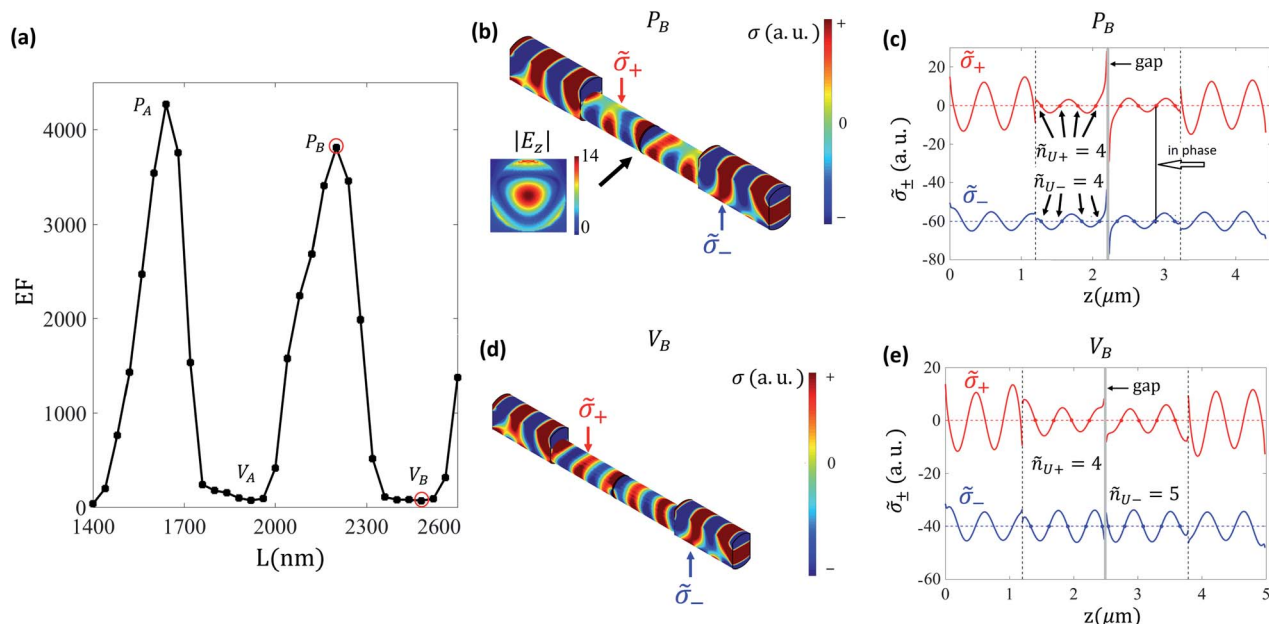 (a)
EF
4000
3000
2000
1000
0
1400
1700
2000
2300
2600
L(nm)
P_A
P_B
V_A
V_B
(b)
P_B
σ (a. u.)
+
0
−
σ̃₊
|E_z|
14
0
σ̃₋
(c)
P_B
σ̃± (a. u.)
20
0
-20
-40
-60
-80
σ̃₊
gap
in phase
ñ_U+ = 4
ñ_U− = 4
σ̃₋
0
1
2
3
4
z(μm)
(d)
V_B
σ (a. u.)
+
0
−
σ̃₊
σ̃₋
(e)
V_B
σ̃± (a. u.)
20
0
-20
-40
-60
σ̃₊
gap
ñ_U+ = 4
ñ_U− = 5
σ̃₋
0
1
2
3
4
5
z(μm)